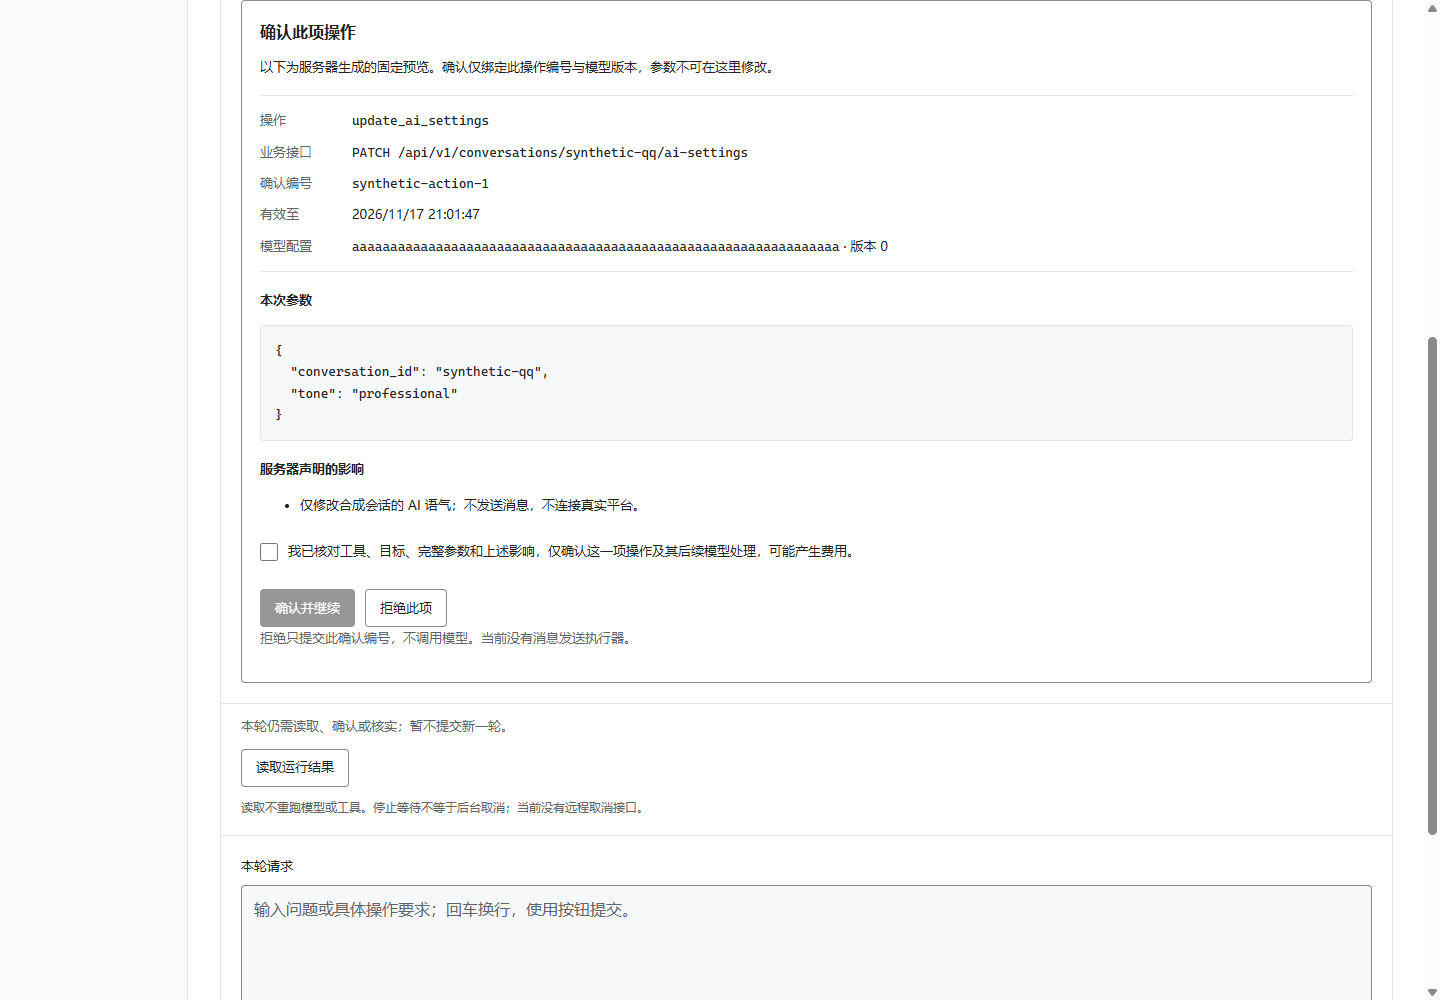 确认此项操作
以下为服务器生成的固定预览。确认仅绑定此操作编号与模型版本，参数不可在这里修改。
操作 update_ai_settings
业务接口 PATCH /api/v1/conversations/synthetic-qq/ai-settings
确认编号 synthetic-action-1
有效至 2026/11/17 21:01:47
模型配置 aaaaaaaaaaaaaaaaaaaaaaaaaaaaaaaaaaaaaaaaaaaaaaaaaaaaaaaaaaaaaaaa · 版本 0
本次参数
{
"conversation_id": "synthetic-qq",
"tone": "professional"
}
服务器声明的影响
• 仅修改合成会话的 AI 语气；不发送消息，不连接真实平台。
我已核对工具、目标、完整参数和上述影响，仅确认这一项操作及其后续模型处理，可能产生费用。
确认并继续 拒绝此项
拒绝只提交此确认编号，不调用模型。当前没有消息发送执行器。
本轮仍需读取、确认或核实；暂不提交新一轮。
读取运行结果
读取不重跑模型或工具。停止等待不等于后台取消；当前没有远程取消接口。
本轮请求
输入问题或具体操作要求；回车换行，使用按钮提交。